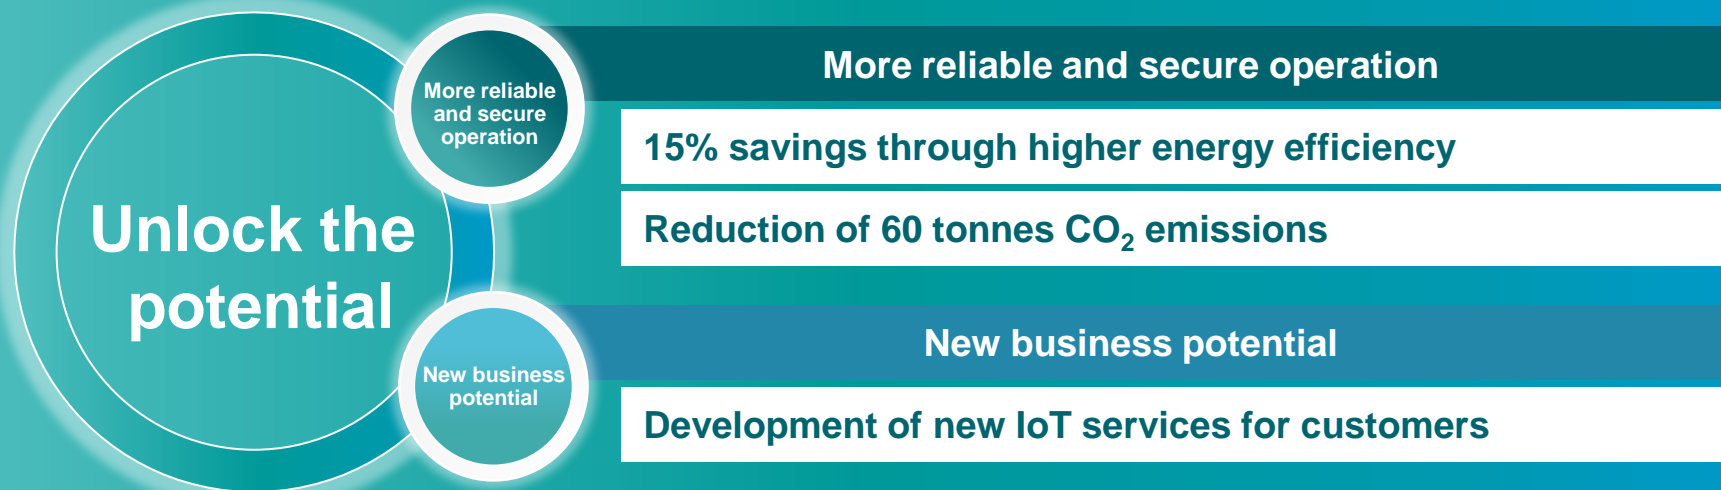 Unlock the
potential
More reliable
and secure
operation
More reliable and secure operation
15% savings through higher energy efficiency
Reduction of 60 tonnes CO₂ emissions
New business
potential
New business potential
Development of new IoT services for customers